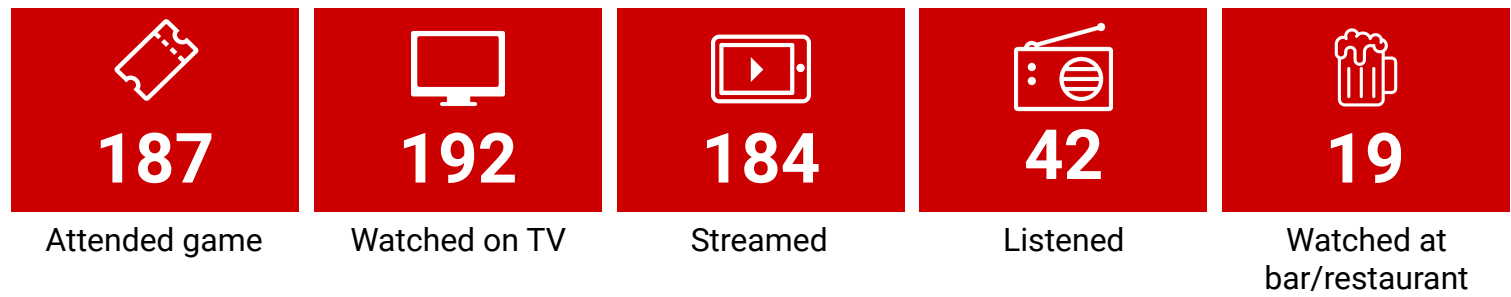 187
Attended game
192
Watched on TV
184
Streamed
42
Listened
19
Watched at
bar/restaurant